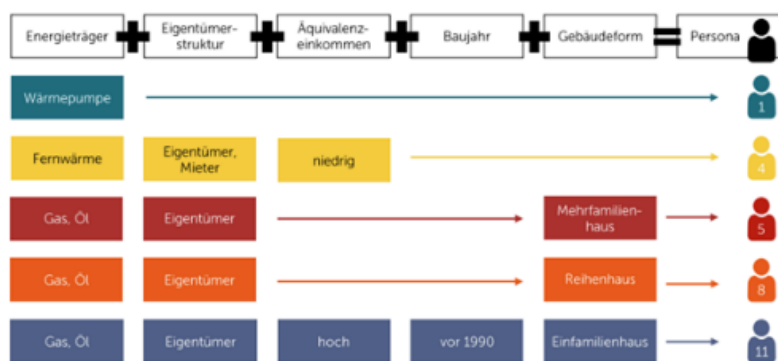 Energieträger
Eigentümer-
struktur
Äquivalenz-
einkommen
Baujahr
Gebäudeform
Persona
Wärmepumpe
1
Fernwärme
Eigentümer,
Mieter
niedrig
4
Gas, Öl
Eigentümer
Mehrfamilien-
haus
5
Gas, Öl
Eigentümer
Reihenhaus
8
Gas, Öl
Eigentümer
hoch
vor 1990
Einfamilienhaus
11